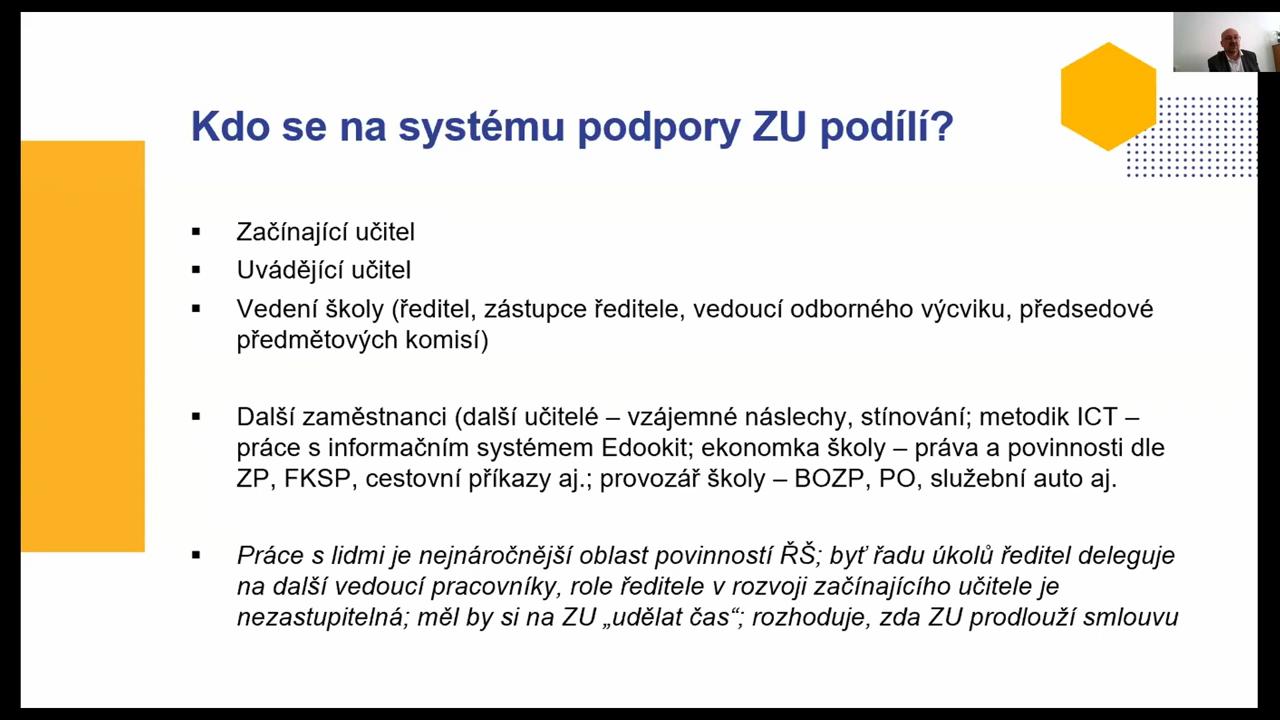 Kdo se na systému podpory ZU podílí?
▪ Začínající učitel
▪ Uvádějící učitel
▪ Vedení školy (ředitel, zástupce ředitele, vedoucí odborného výcviku, předsedové
předmětových komisí)
▪ Další zaměstnanci (další učitelé – vzájemné náslechy, stínování; metodik ICT –
práce s informačním systémem Edookit; ekonomka školy – práva a povinnosti dle
ZP, FKSP, cestovní příkazy aj.; provozář školy – BOZP, PO, služební auto aj.
▪ Práce s lidmi je nejnáročnější oblast povinností ŘŠ; byť řadu úkolů ředitel deleguje
na další vedoucí pracovníky, role ředitele v rozvoji začínajícího učitele je
nezastupitelná; měl by si na ZU „udělat čas“; rozhoduje, zda ZU prodlouží smlouvu